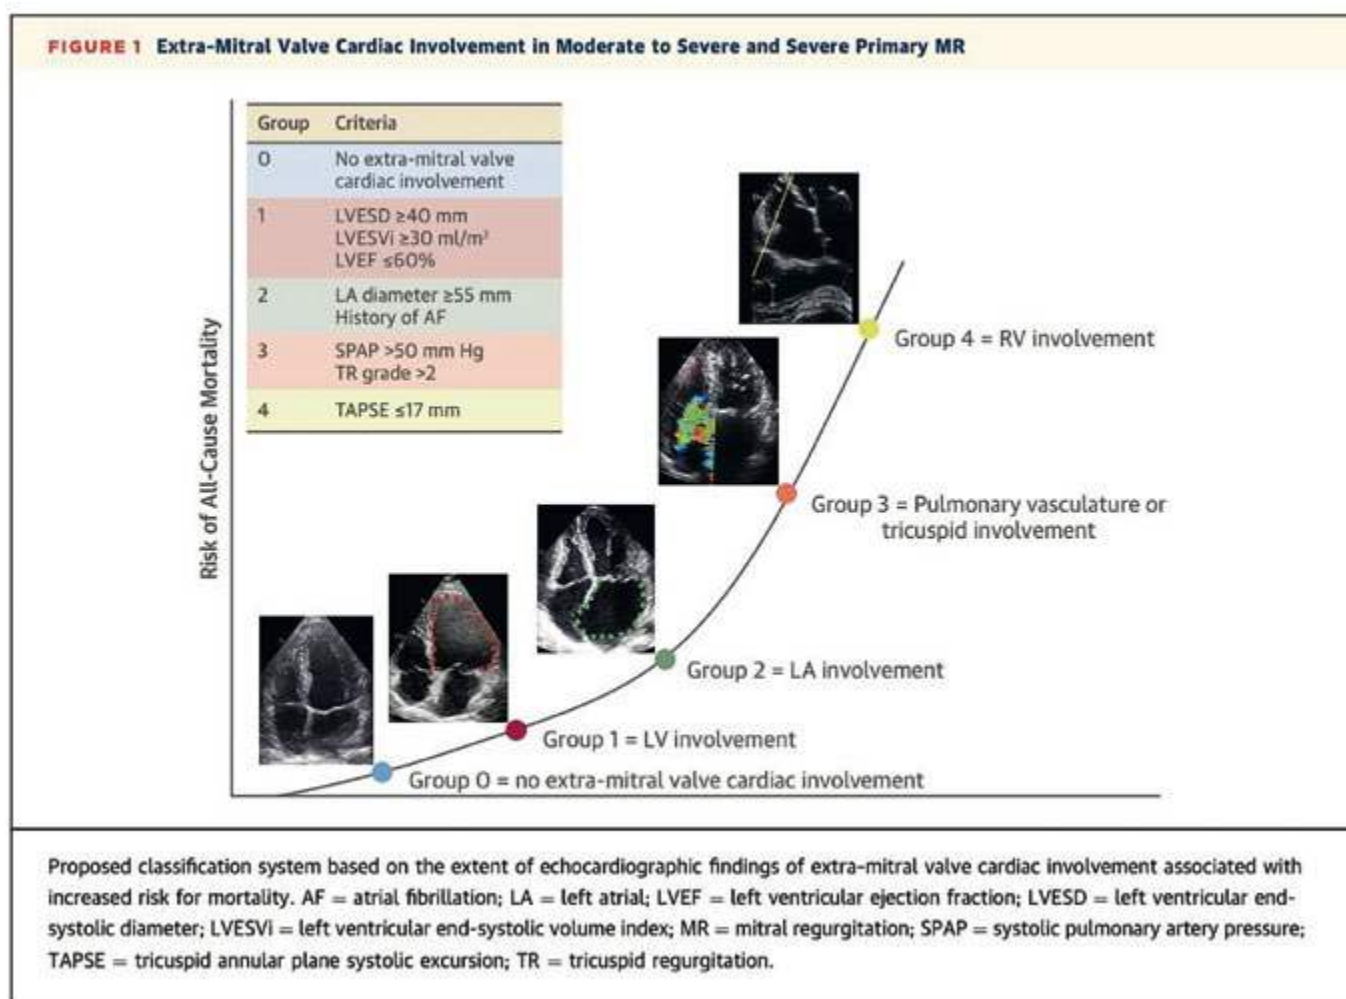 FIGURE 1 Extra-Mitral Valve Cardiac Involvement in Moderate to Severe and Severe Primary MR
Group Criteria
0 No extra-mitral valve
cardiac involvement
1 LVESD ≥40 mm
LVESVi ≥30 ml/m²
LVEF ≤60%
2 LA diameter ≥55 mm
History of AF
3 SPAP >50 mm Hg
TR grade >2
4 TAPSE ≤17 mm
Risk of All-Cause Mortality
Group 4 = RV involvement
Group 3 = Pulmonary vasculature or
tricuspid involvement
Group 2 = LA involvement
Group 1 = LV involvement
Group 0 = no extra-mitral valve cardiac involvement
Proposed classification system based on the extent of echocardiographic findings of extra-mitral valve cardiac involvement associated with
increased risk for mortality. AF = atrial fibrillation; LA = left atrial; LVEF = left ventricular ejection fraction; LVESD = left ventricular end-
systolic diameter; LVESVi = left ventricular end-systolic volume index; MR = mitral regurgitation; SPAP = systolic pulmonary artery pressure;
TAPSE = tricuspid annular plane systolic excursion; TR = tricuspid regurgitation.